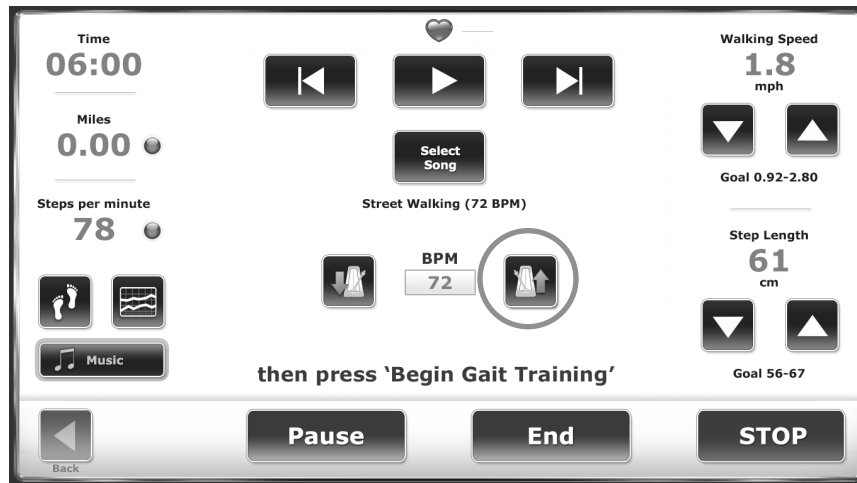 Time
06:00
Miles
0.00
Steps per minute
78
Music
Select
Song
Street Walking (72 BPM)
BPM
72
then press ‘Begin Gait Training’
Walking Speed
1.8
mph
Goal 0.92-2.80
Step Length
61
cm
Goal 56-67
Back
Pause
End
STOP